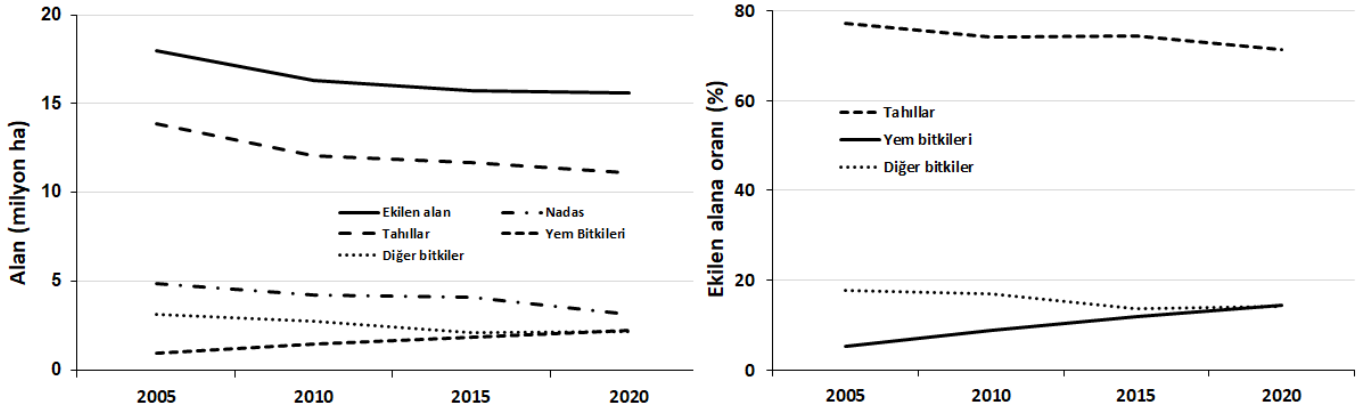 Alan (milyon ha)
20
15
10
5
0
Ekilen alan
Nadas
Tahıllar
Yem Bitkileri
Diğer bitkiler
2005
2010
2015
2020
Ekilen alana oranı (%)
80
60
40
20
0
Tahıllar
Yem bitkileri
Diğer bitkiler
2005
2010
2015
2020